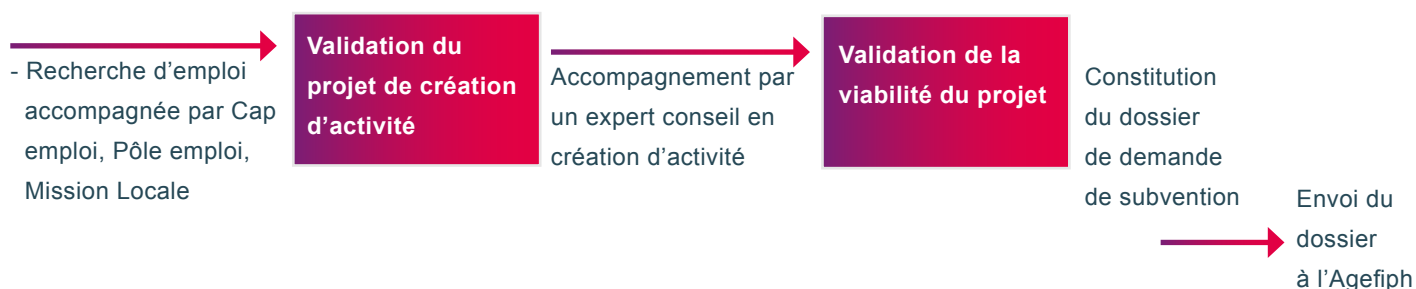 - Recherche d’emploi
accompagnée par Cap
emploi, Pôle emploi,
Mission Locale
Validation du
projet de création
d’activité
Accompagnement par
un expert conseil en
création d’activité
Validation de la
viabilité du projet
Constitution
du dossier
de demande
de subvention
Envoi du
dossier
à l’Agefiph